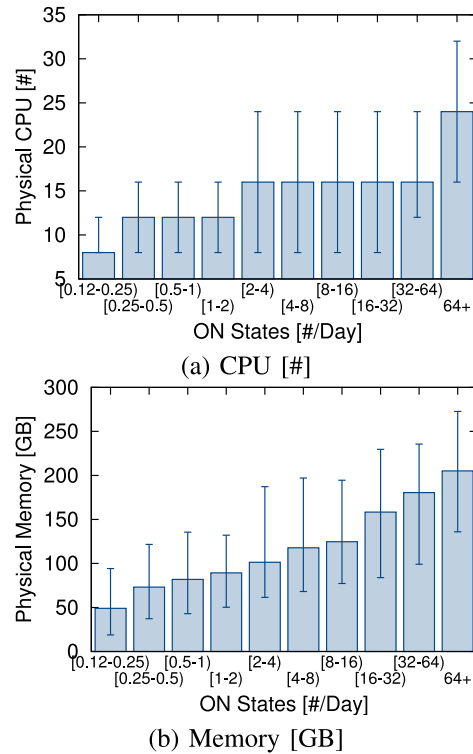 35
30
25
20
15
10
5
Physical CPU [#]
[0.12-0.25) [0.5-1) [2-4) [8-16) [32-64)
[0.25-0.5) [1-2) [4-8) [16-32) 64+
ON States [#/Day]
(a) CPU [#]
300
250
200
150
100
50
0
Physical Memory [GB]
[0.12-0.25) [0.5-1) [2-4) [8-16) [32-64)
[0.25-0.5) [1-2) [4-8) [16-32) 64+
ON States [#/Day]
(b) Memory [GB]